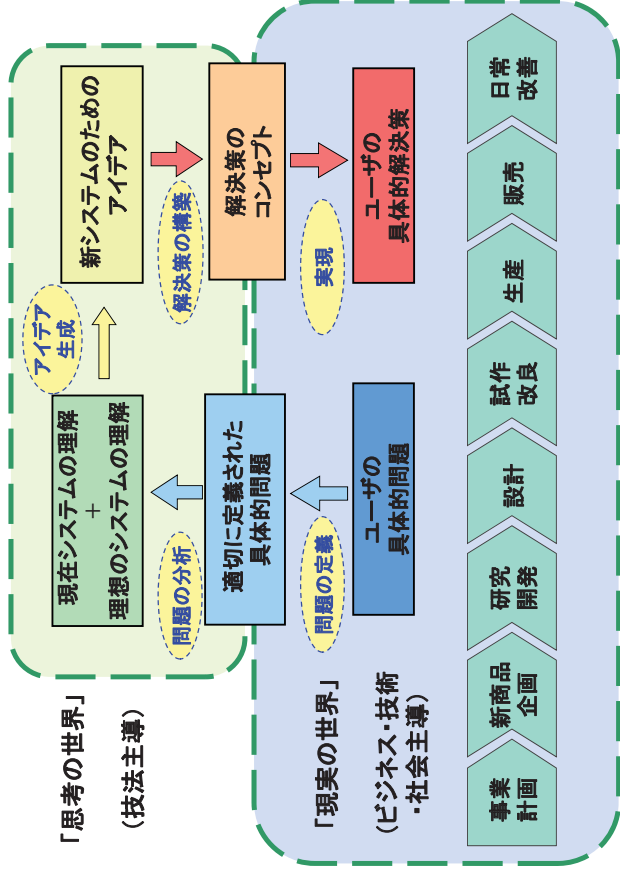 「思考の世界」
(技法主導)
アイデア
生成
現在システムの理解
+
理想のシステムの理解
新システムのための
アイデア
問題の分析
解決策の構築
適切に定義された
具体的問題
解決策の
コンセプト
「現実の世界」
(ビジネス・技術
・社会主導)
問題の定義
実現
ユーザの
具体的問題
ユーザの
具体的解決策
事業
計画
新商品
企画
研究
開発
設計
試作
改良
生産
販売
日常
改善